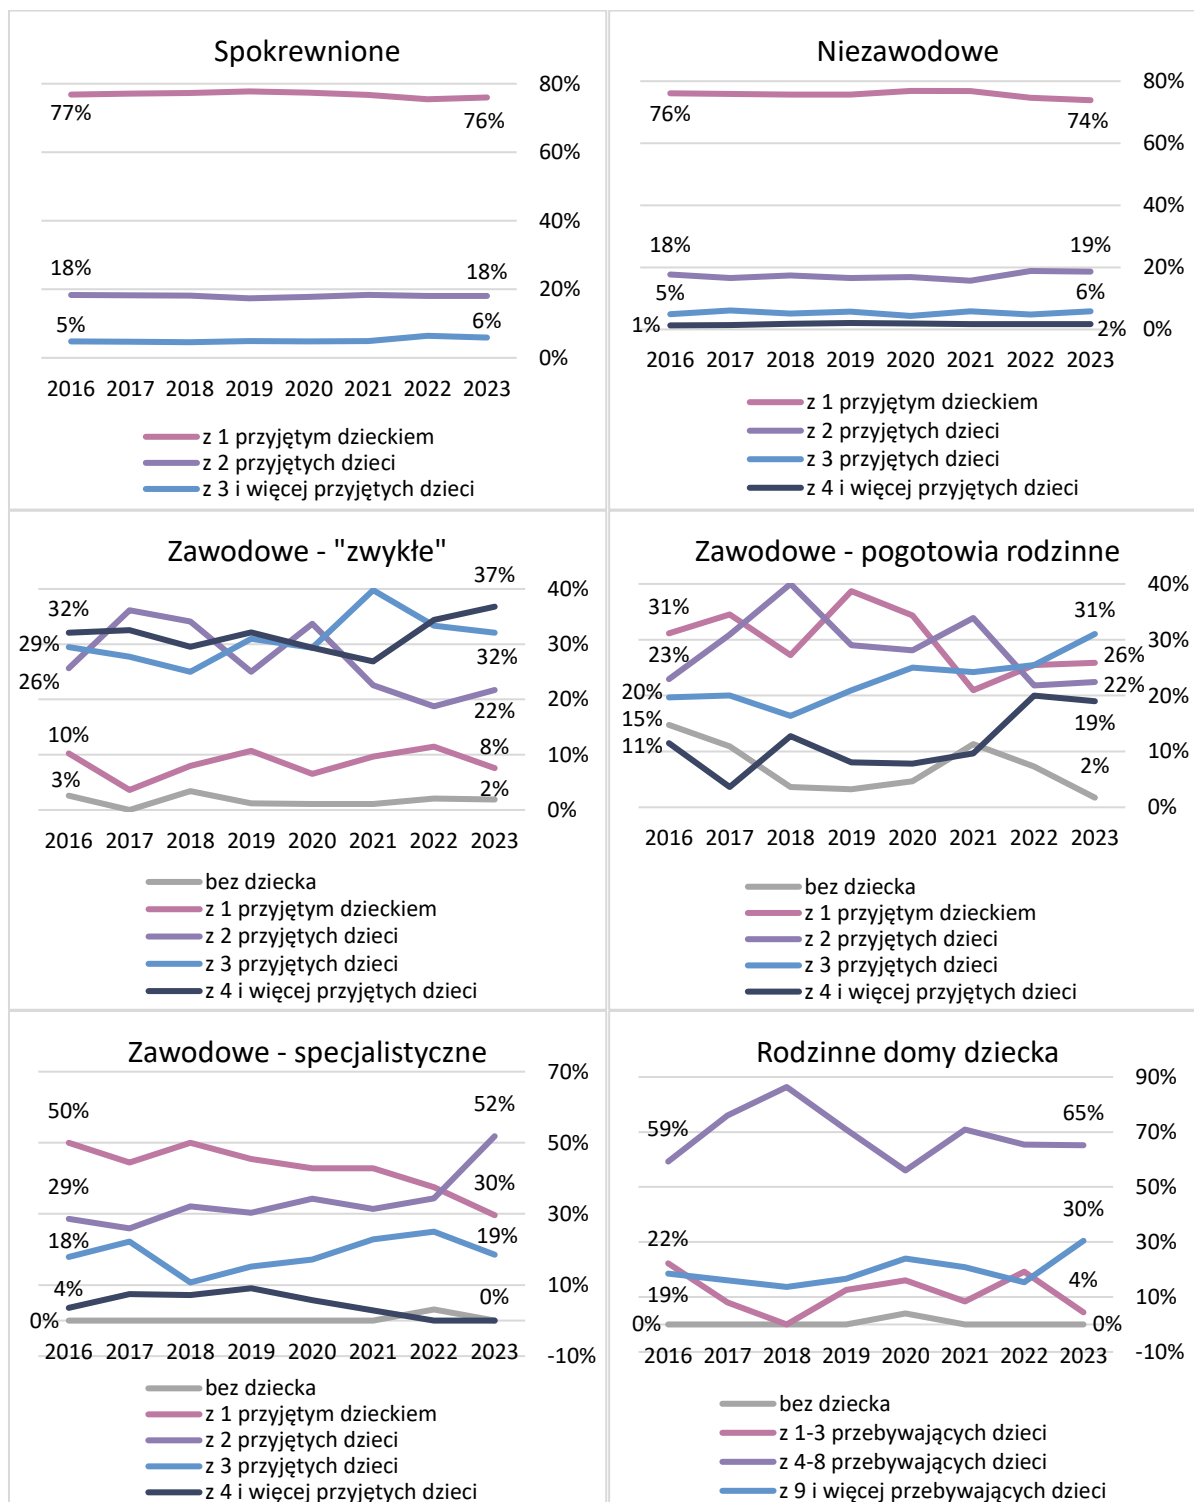 Spokrewnione
80%
77%
76%
60%
40%
18%
18%
20%
5%
6%
0%
2016 2017 2018 2019 2020 2021 2022 2023
z 1 przyjętym dzieckiem
z 2 przyjętych dzieci
z 3 i więcej przyjętych dzieci
Niezawodowe
80%
76%
74%
60%
40%
18%
19%
20%
5%
6%
1%
2%
0%
2016 2017 2018 2019 2020 2021 2022 2023
z 1 przyjętym dzieckiem
z 2 przyjętych dzieci
z 3 przyjętych dzieci
z 4 i więcej przyjętych dzieci
Zawodowe - "zwykłe"
37%
40%
32%
29%
30%
32%
26%
22%
20%
10%
8%
10%
3%
2%
0%
2016 2017 2018 2019 2020 2021 2022 2023
bez dziecka
z 1 przyjętym dzieckiem
z 2 przyjętych dzieci
z 3 przyjętych dzieci
z 4 i więcej przyjętych dzieci
Zawodowe - pogotowia rodzinne
40%
31%
31%
30%
23%
26%
20%
22%
20%
15%
19%
11%
10%
2%
0%
2016 2017 2018 2019 2020 2021 2022 2023
bez dziecka
z 1 przyjętym dzieckiem
z 2 przyjętych dzieci
z 3 przyjętych dzieci
z 4 i więcej przyjętych dzieci
Zawodowe - specjalistyczne
70%
50%
52%
50%
29%
30%
30%
18%
19%
4%
0%
10%
0%
-10%
2016 2017 2018 2019 2020 2021 2022 2023
bez dziecka
z 1 przyjętym dzieckiem
z 2 przyjętych dzieci
z 3 przyjętych dzieci
z 4 i więcej przyjętych dzieci
Rodzinne domy dziecka
90%
59%
65%
70%
50%
30%
22%
30%
19%
4%
10%
0%
0%
-10%
2016 2017 2018 2019 2020 2021 2022 2023
bez dziecka
z 1-3 przebywających dzieci
z 4-8 przebywających dzieci
z 9 i więcej przebywających dzieci